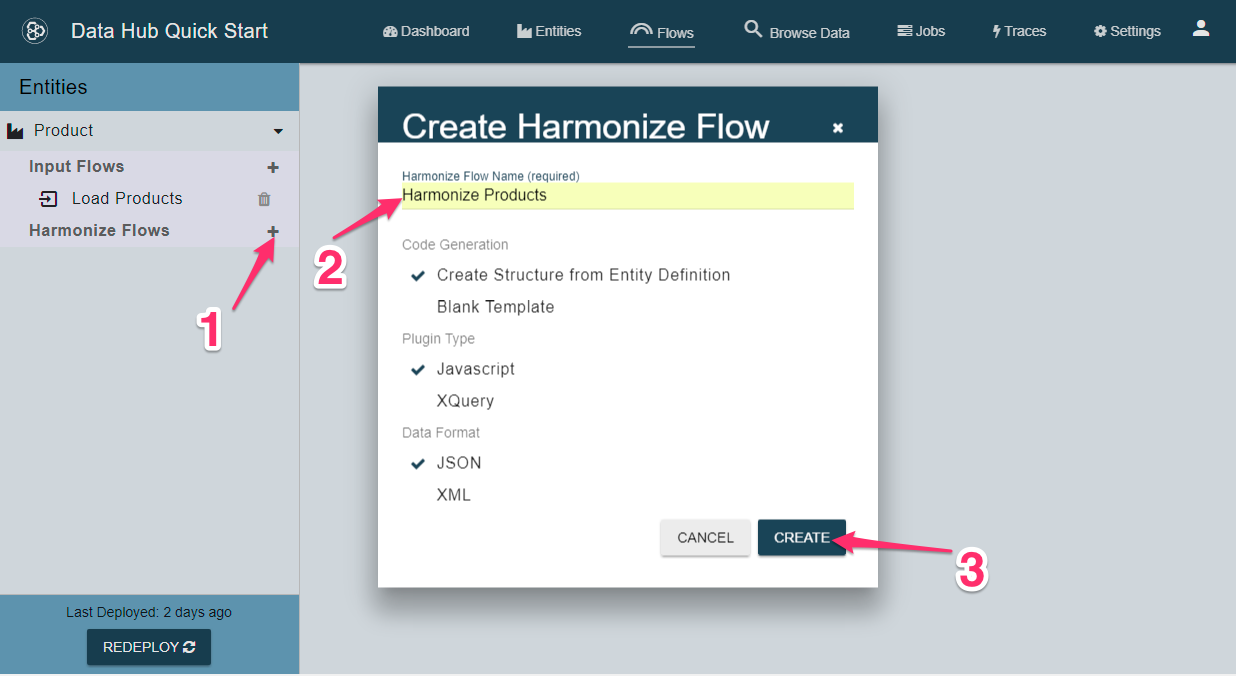 Data Hub Quick Start
Dashboard
Entities
Flows
Browse Data
Jobs
Traces
Settings
Entities
Product
Input Flows
Load Products
Harmonize Flows
1
Last Deployed: 2 days ago
REDEPLOY
Create Harmonize Flow
Harmonize Flow Name (required)
Harmonize Products
2
Code Generation
Create Structure from Entity Definition
Blank Template
Plugin Type
Javascript
XQuery
Data Format
JSON
XML
CANCEL
CREATE
3